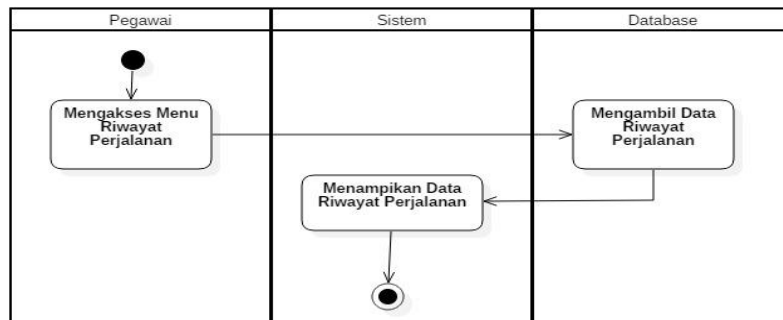 Pegawai
Sistem
Database
Mengakses Menu
Riwayat
Perjalanan
Mengambil Data
Riwayat
Perjalanan
Menampikan Data
Riwayat Perjalanan